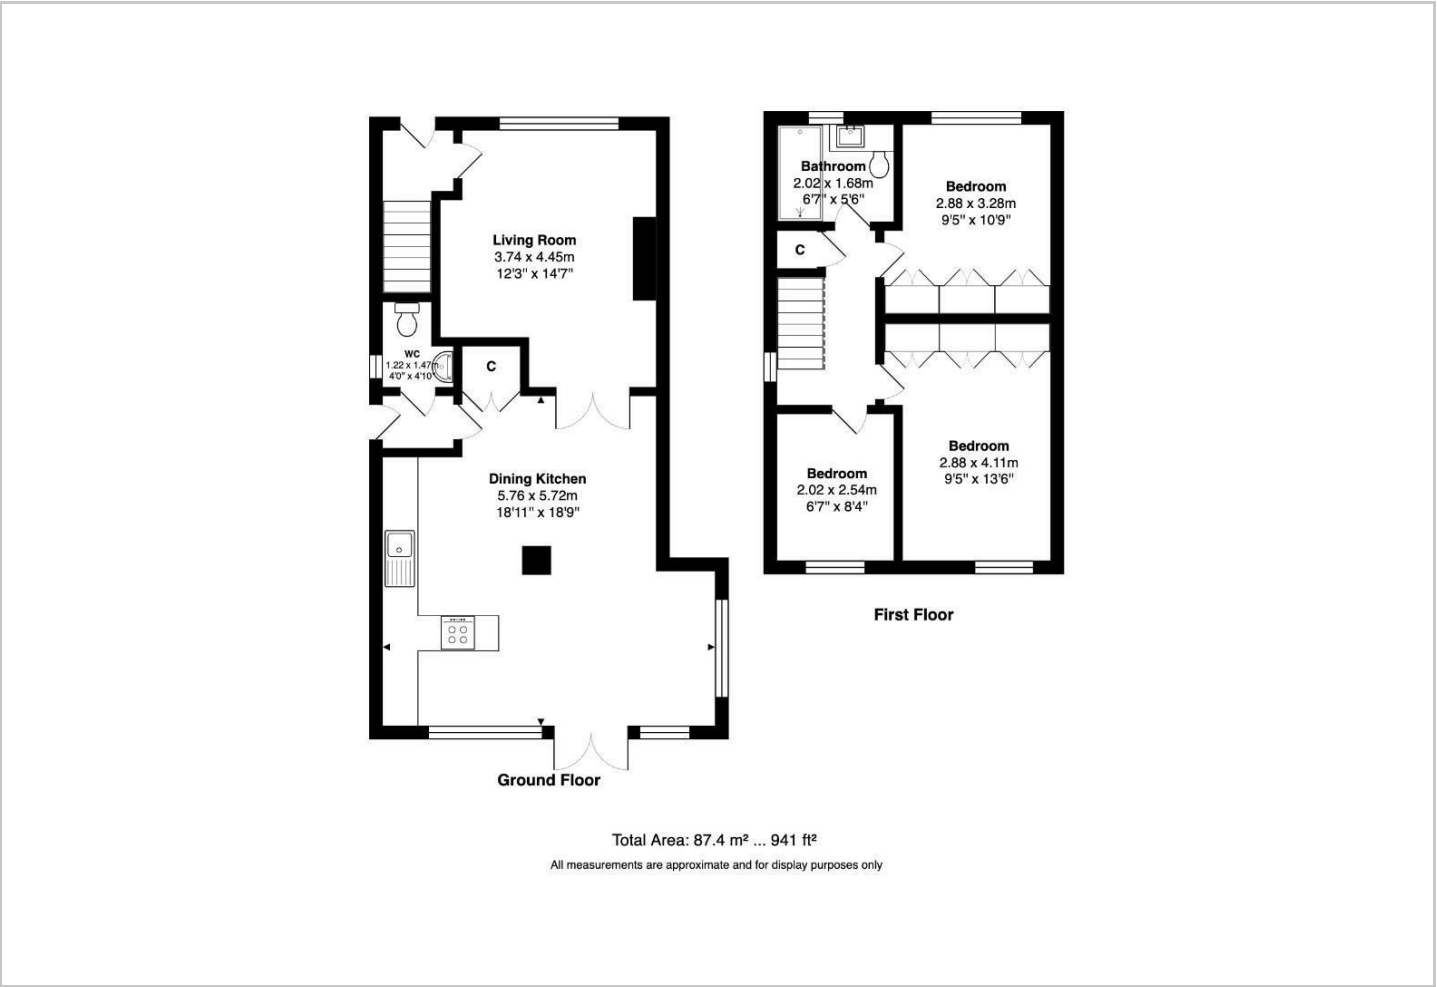 Living Room
3.74 x 4.45m
12'3" x 14'7"
WC
1.22 x 1.47m
4'0" x 4'10"
C
Dining Kitchen
5.76 x 5.72m
18'11" x 18'9"
Ground Floor
Bathroom
2.02 x 1.68m
6'7" x 5'6"
C
Bedroom
2.88 x 3.28m
9'5" x 10'9"
Bedroom
2.88 x 4.11m
9'5" x 13'6"
Bedroom
2.02 x 2.54m
6'7" x 8'4"
First Floor
Total Area: 87.4 m² ... 941 ft²
All measurements are approximate and for display purposes only